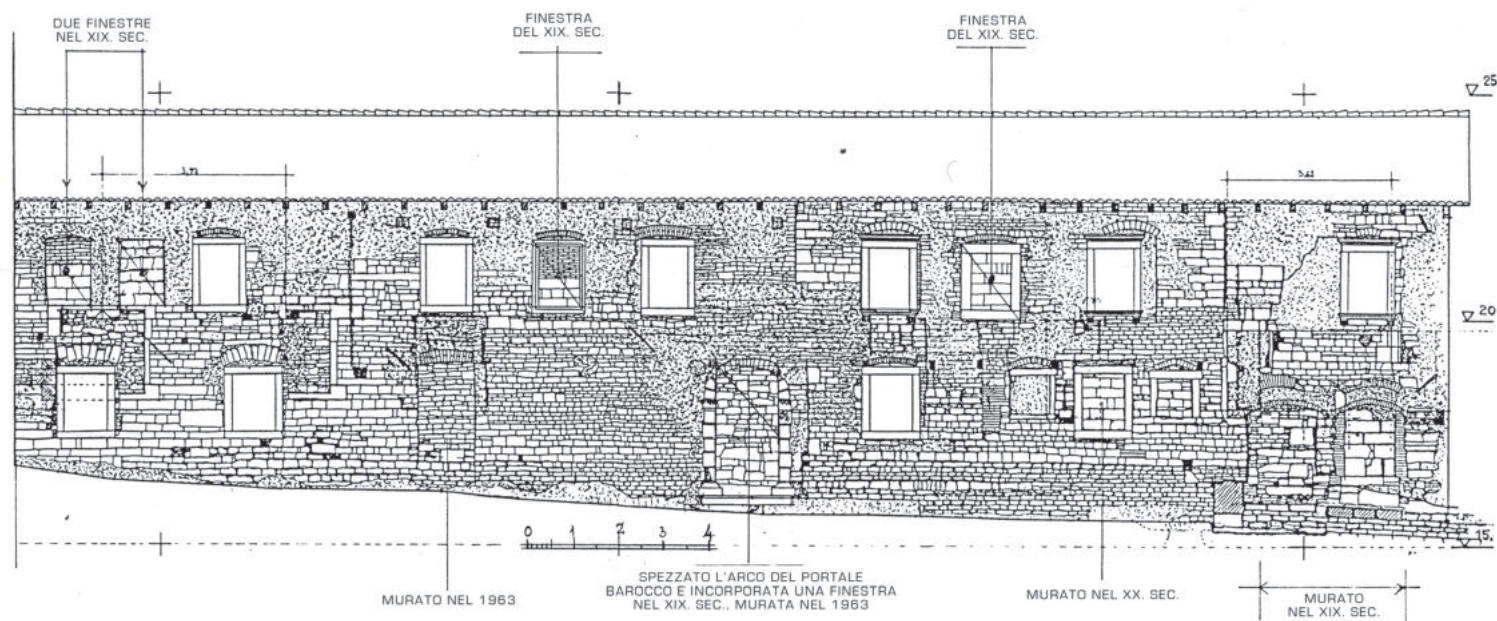 DUE FINESTRE
NEL XIX. SEC.
FINESTRA
DEL XIX. SEC.
FINESTRA
DEL XIX. SEC.
25
20
15.
0 1 2 3 4
MURATO NEL 1963
SPEZZATO L'ARCO DEL PORTALE
BAROCCO E INCORPORATA UNA FINESTRA
NEL XIX. SEC., MURATA NEL 1963
MURATO NEL XX. SEC.
MURATO
NEL XIX. SEC.